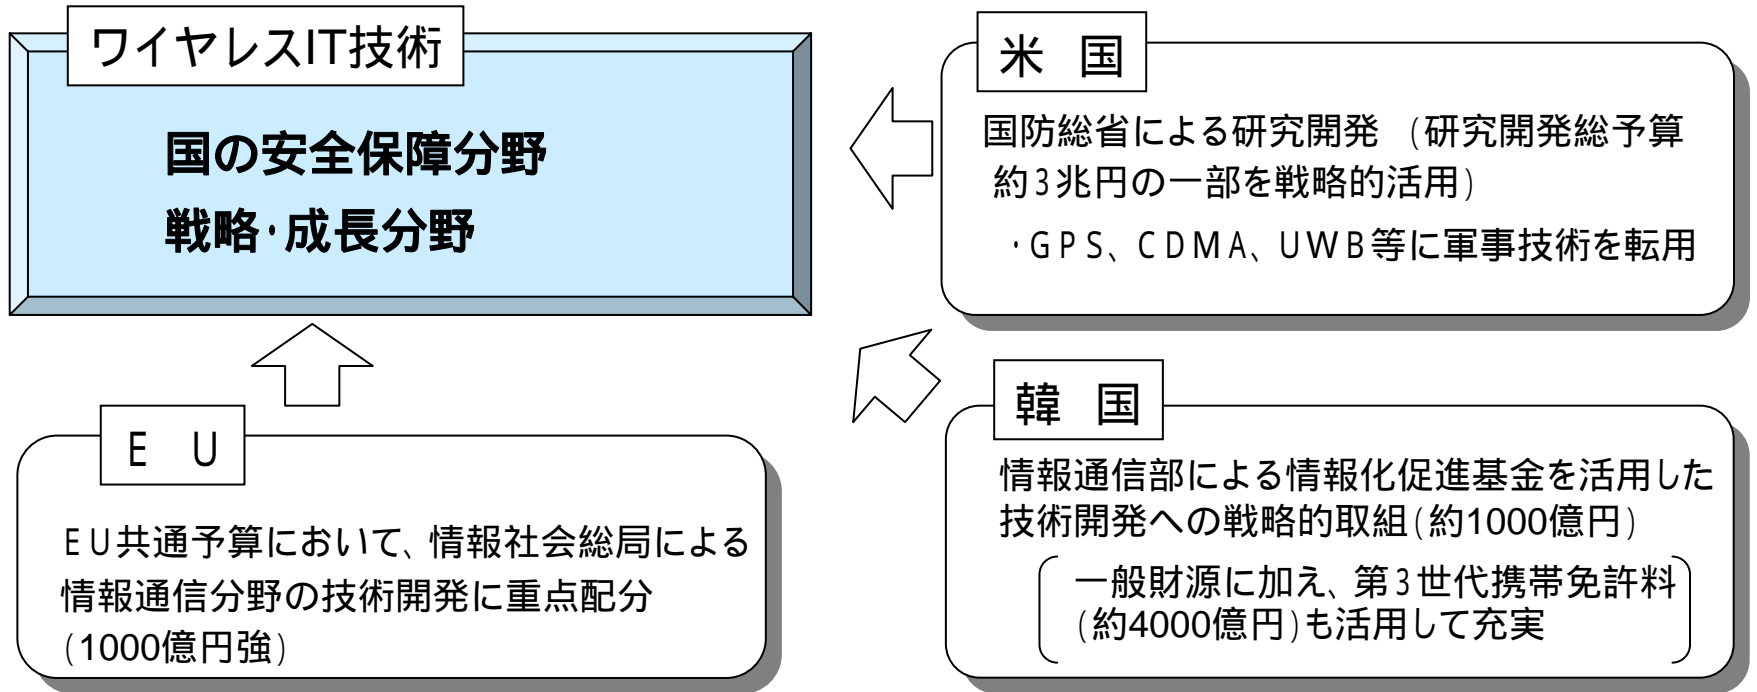 ワイヤレスIT技術
国の安全保障分野
戦略・成長分野
米 国
国防総省による研究開発 (研究開発総予算
約3兆円の一部を戦略的活用)
・GPS、CDMA、UWB等に軍事技術を転用
E U
EU共通予算において、情報社会総局による
情報通信分野の技術開発に重点配分
(1000億円強)
韓 国
情報通信部による情報化促進基金を活用した
技術開発への戦略的取組(約1000億円)
一般財源に加え、第3世代携帯免許料
(約4000億円)も活用して充実